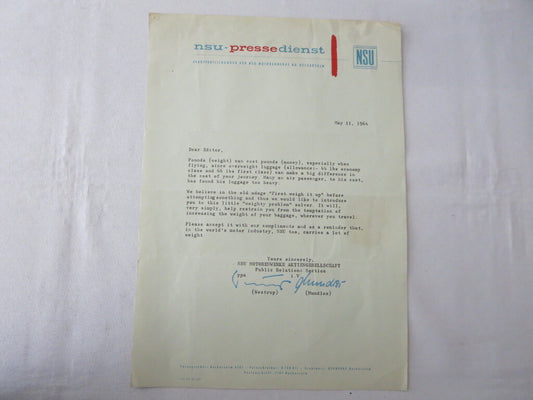 nsu-pressedienst
NSU
May 11, 1964
Dear Editor,
Pounds (weight) can cost pounds (money), especially when
flying, since overweight luggage (allowance:- 44 lbs economy
class and 66 lbs first class) can make a big difference in
the cost of your journey. Many an air passenger, to his cost,
has found his luggage too heavy.
We believe in the old adage "First weigh it up" before
attempting something and thus we would like to introduce
you to this little "weighty problem" solver. It will,
very simply, help restrain you from the temptation of
increasing the weight of your baggage, wherever you travel.
Please accept it with our compliments and as a reminder that,
in the world's motor industry, NSU too, carries a lot of
weight.
Yours sincerely,
NSU MOTORENWERKE AKTIENGESELLSCHAFT
Public Relations Section
(Westrup) (Mundler)